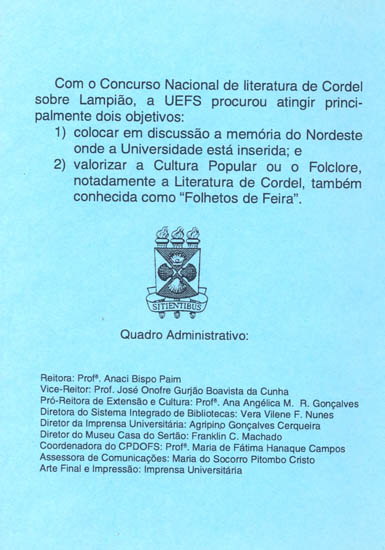 Com o Concurso Nacional de literatura de Cordel
sobre Lampião, a UEFS procurou atingir princi-
palmente dois objetivos:
1) colocar em discussão a memória do Nordeste
onde a Universidade está inserida; e
2) valorizar a Cultura Popular ou o Folclore,
notadamente a Literatura de Cordel, também
conhecida como "Folhetos de Feira".
SITIENTIBUS
Quadro Administrativo:
Reitora: Profª. Anaci Bispo Paim
Vice-Reitor: Prof. José Onofre Gurjão Boavista da Cunha
Pró-Reitora de Extensão e Cultura: Profª. Ana Angélica M. R. Gonçalves
Diretora do Sistema Integrado de Bibliotecas: Vera Vilene F. Nunes
Diretor da Imprensa Universitária: Agripino Gonçalves Cerqueira
Diretor do Museu Casa do Sertão: Franklin C. Machado
Coordenadora do CPDOFS: Profª. Maria de Fátima Hanaque Campos
Assessora de Comunicações: Maria do Socorro Pitombo Cristo
Arte Final e Impressão: Imprensa Universitária